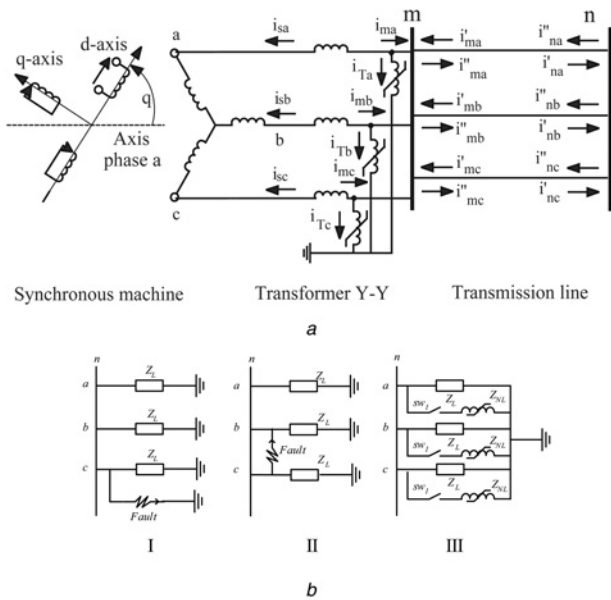 a
i_sa
i_ma
m
n
d-axis
q-axis
q
i'_ma
i''_na
i_Ta
i''_ma
i'_na
i_sb
i_mb
i'_mb
i''_nb
Axis
phase a
b
i_Tb
i''_mb
i'_nb
i_mc
i_sc
i'_mc
i''_nc
c
i_Tc
i''_mc
i'_nc
Synchronous machine
Transformer Y-Y
Transmission line
a
n
Z_L
a
Z_L
b
Z_L
c
Fault
I
n
Z_L
a
Z_L
b
Fault
Z_L
c
II
n
a
sw_1
Z_L
Z_NL
b
sw_1
Z_L
Z_NL
c
sw_1
Z_L
Z_NL
III
b